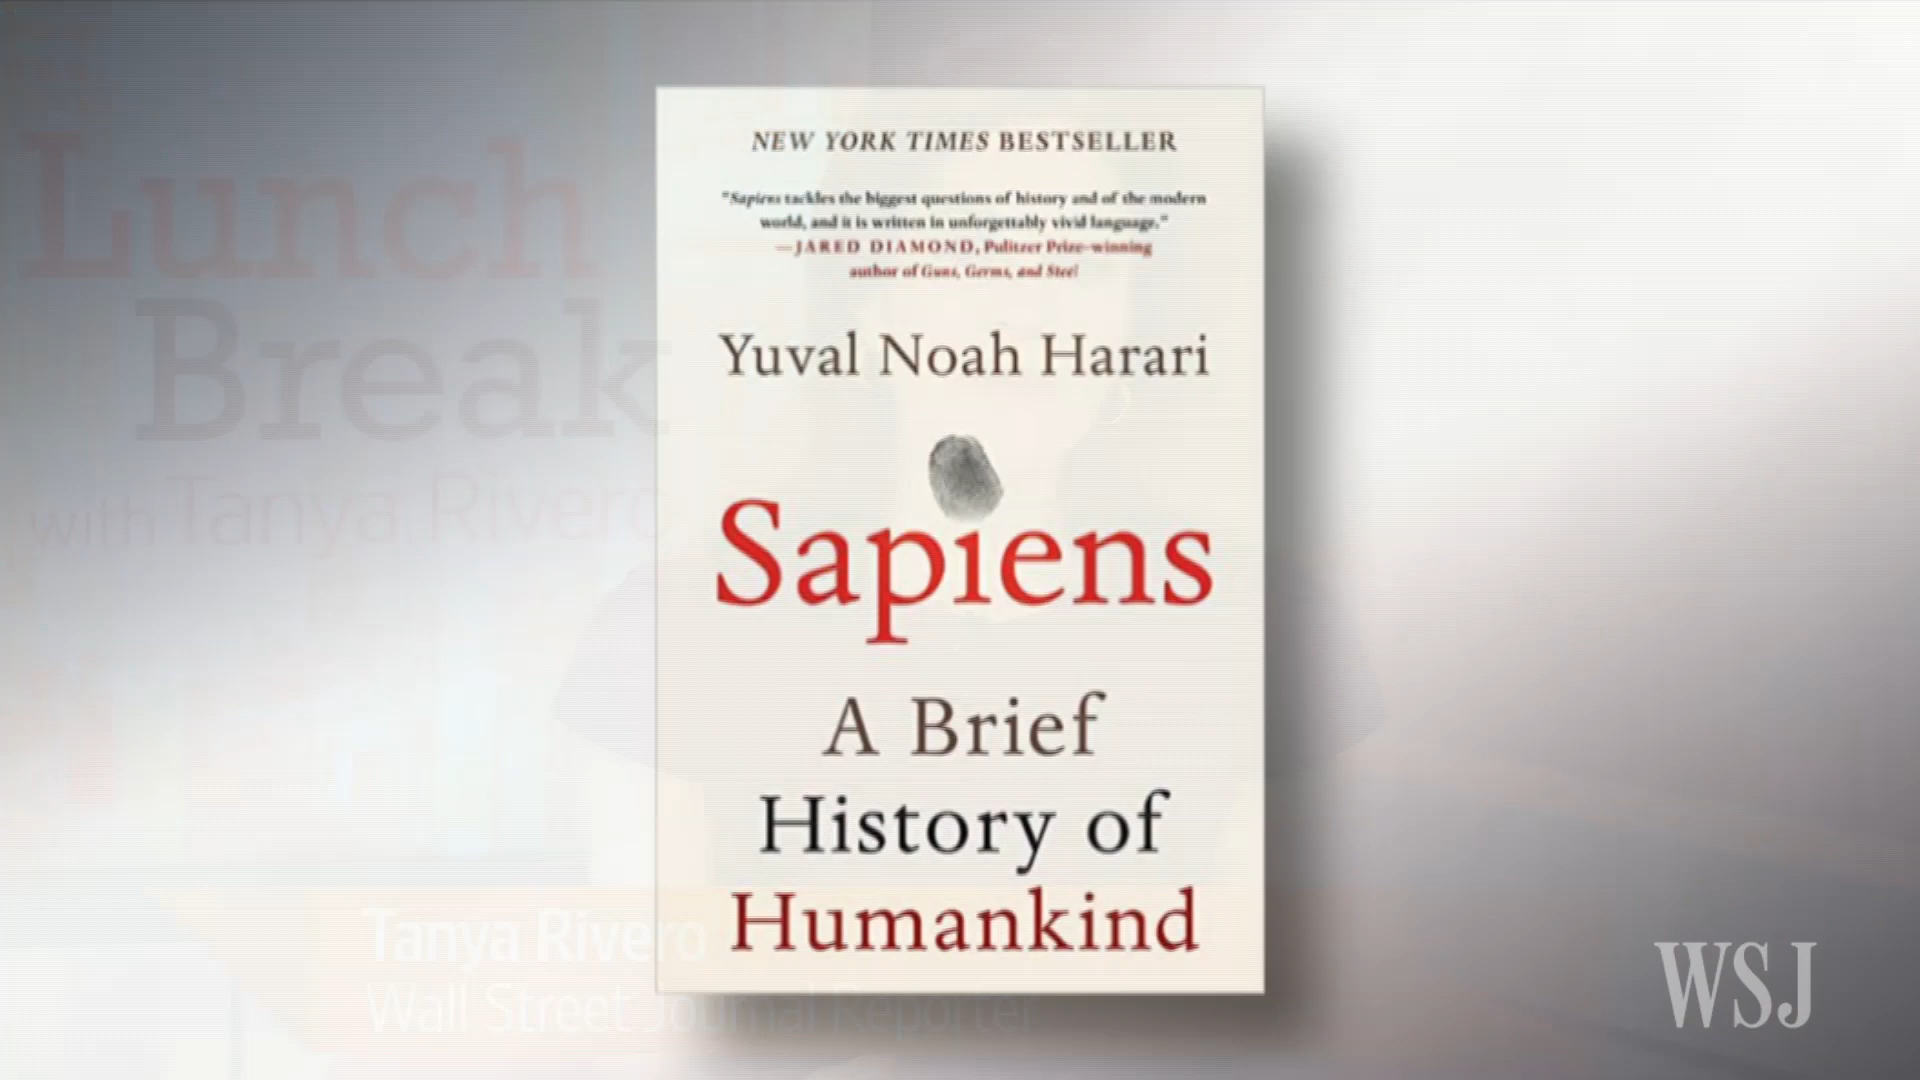 Lunch
Break
with Tanya Rivero
NEW YORK TIMES BESTSELLER
"Sapiens tackles the biggest questions of history and of the modern
world, and it is written in unforgettably vivid language."
—JARED DIAMOND, Pulitzer Prize-winning
author of Guns, Germs, and Steel
Yuval Noah Harari
Sapiens
A Brief
History of
Humankind
Tanya Rivero
Wall Street Journal Reporter
WSJ